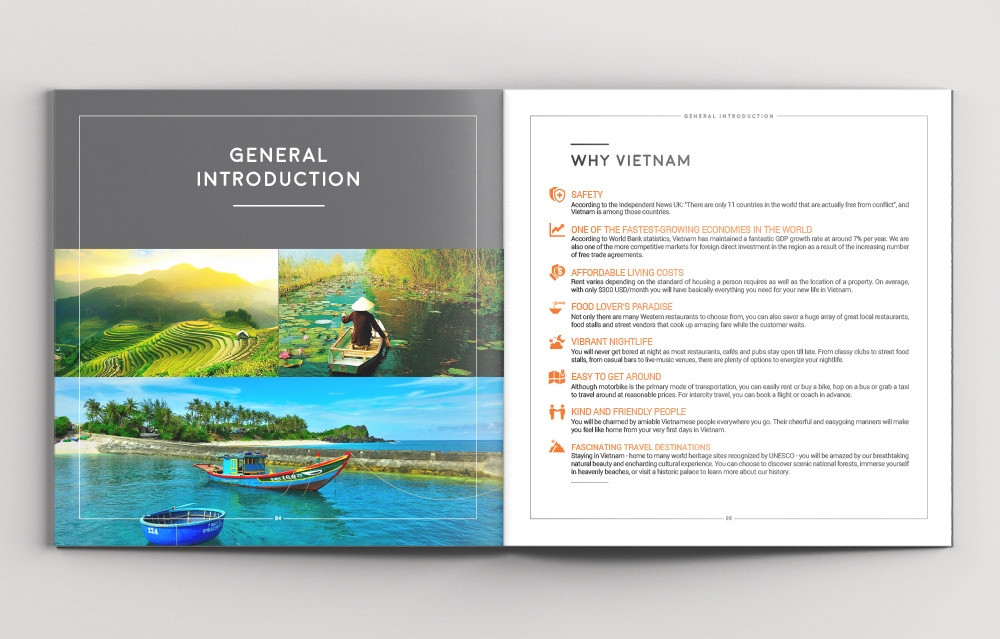 GENERAL
INTRODUCTION
224
04
GENERAL INTRODUCTION
WHY VIETNAM
SAFETY
According to the Independent News UK: "There are only 11 countries in the world that are actually free from conflict", and
Vietnam is among those countries.
ONE OF THE FASTEST-GROWING ECONOMIES IN THE WORLD
According to World Bank statistics, Vietnam has maintained a fantastic GDP growth rate at around 7% per year. We are
also one of the more competitive markets for foreign direct investment in the region as a result of the increasing number
of free trade agreements.
AFFORDABLE LIVING COSTS
Rent varies depending on the standard of housing a person requires as well as the location of a property. On average,
with only $300 USD/month you will have basically everything you need for your new life in Vietnam.
FOOD LOVER'S PARADISE
Not only there are many Western restaurants to choose from, you can also savor a huge array of great local restaurants,
food stalls and street vendors that cook up amazing fare while the customer waits.
VIBRANT NIGHTLIFE
You will never get bored at night as most restaurants, cafés and pubs stay open till late. From classy clubs to street food
stalls, from casual bars to live-music venues, there are plenty of options to energize your nightlife.
EASY TO GET AROUND
Although motorbike is the primary mode of transportation, you can easily rent or buy a bike, hop on a bus or grab a taxi
to travel around at reasonable prices. For intercity travel, you can book a flight or coach in advance.
KIND AND FRIENDLY PEOPLE
You will be charmed by amiable Vietnamese people everywhere you go. Their cheerful and easygoing manners will make
you feel like home from your very first days in Vietnam.
FASCINATING TRAVEL DESTINATIONS
Staying in Vietnam - home to many world heritage sites recognized by UNESCO - you will be amazed by our breathtaking
natural beauty and enchanting cultural experience. You can choose to discover scenic national forests, immerse yourself
in heavenly beaches, or visit a historic palace to learn more about our history.